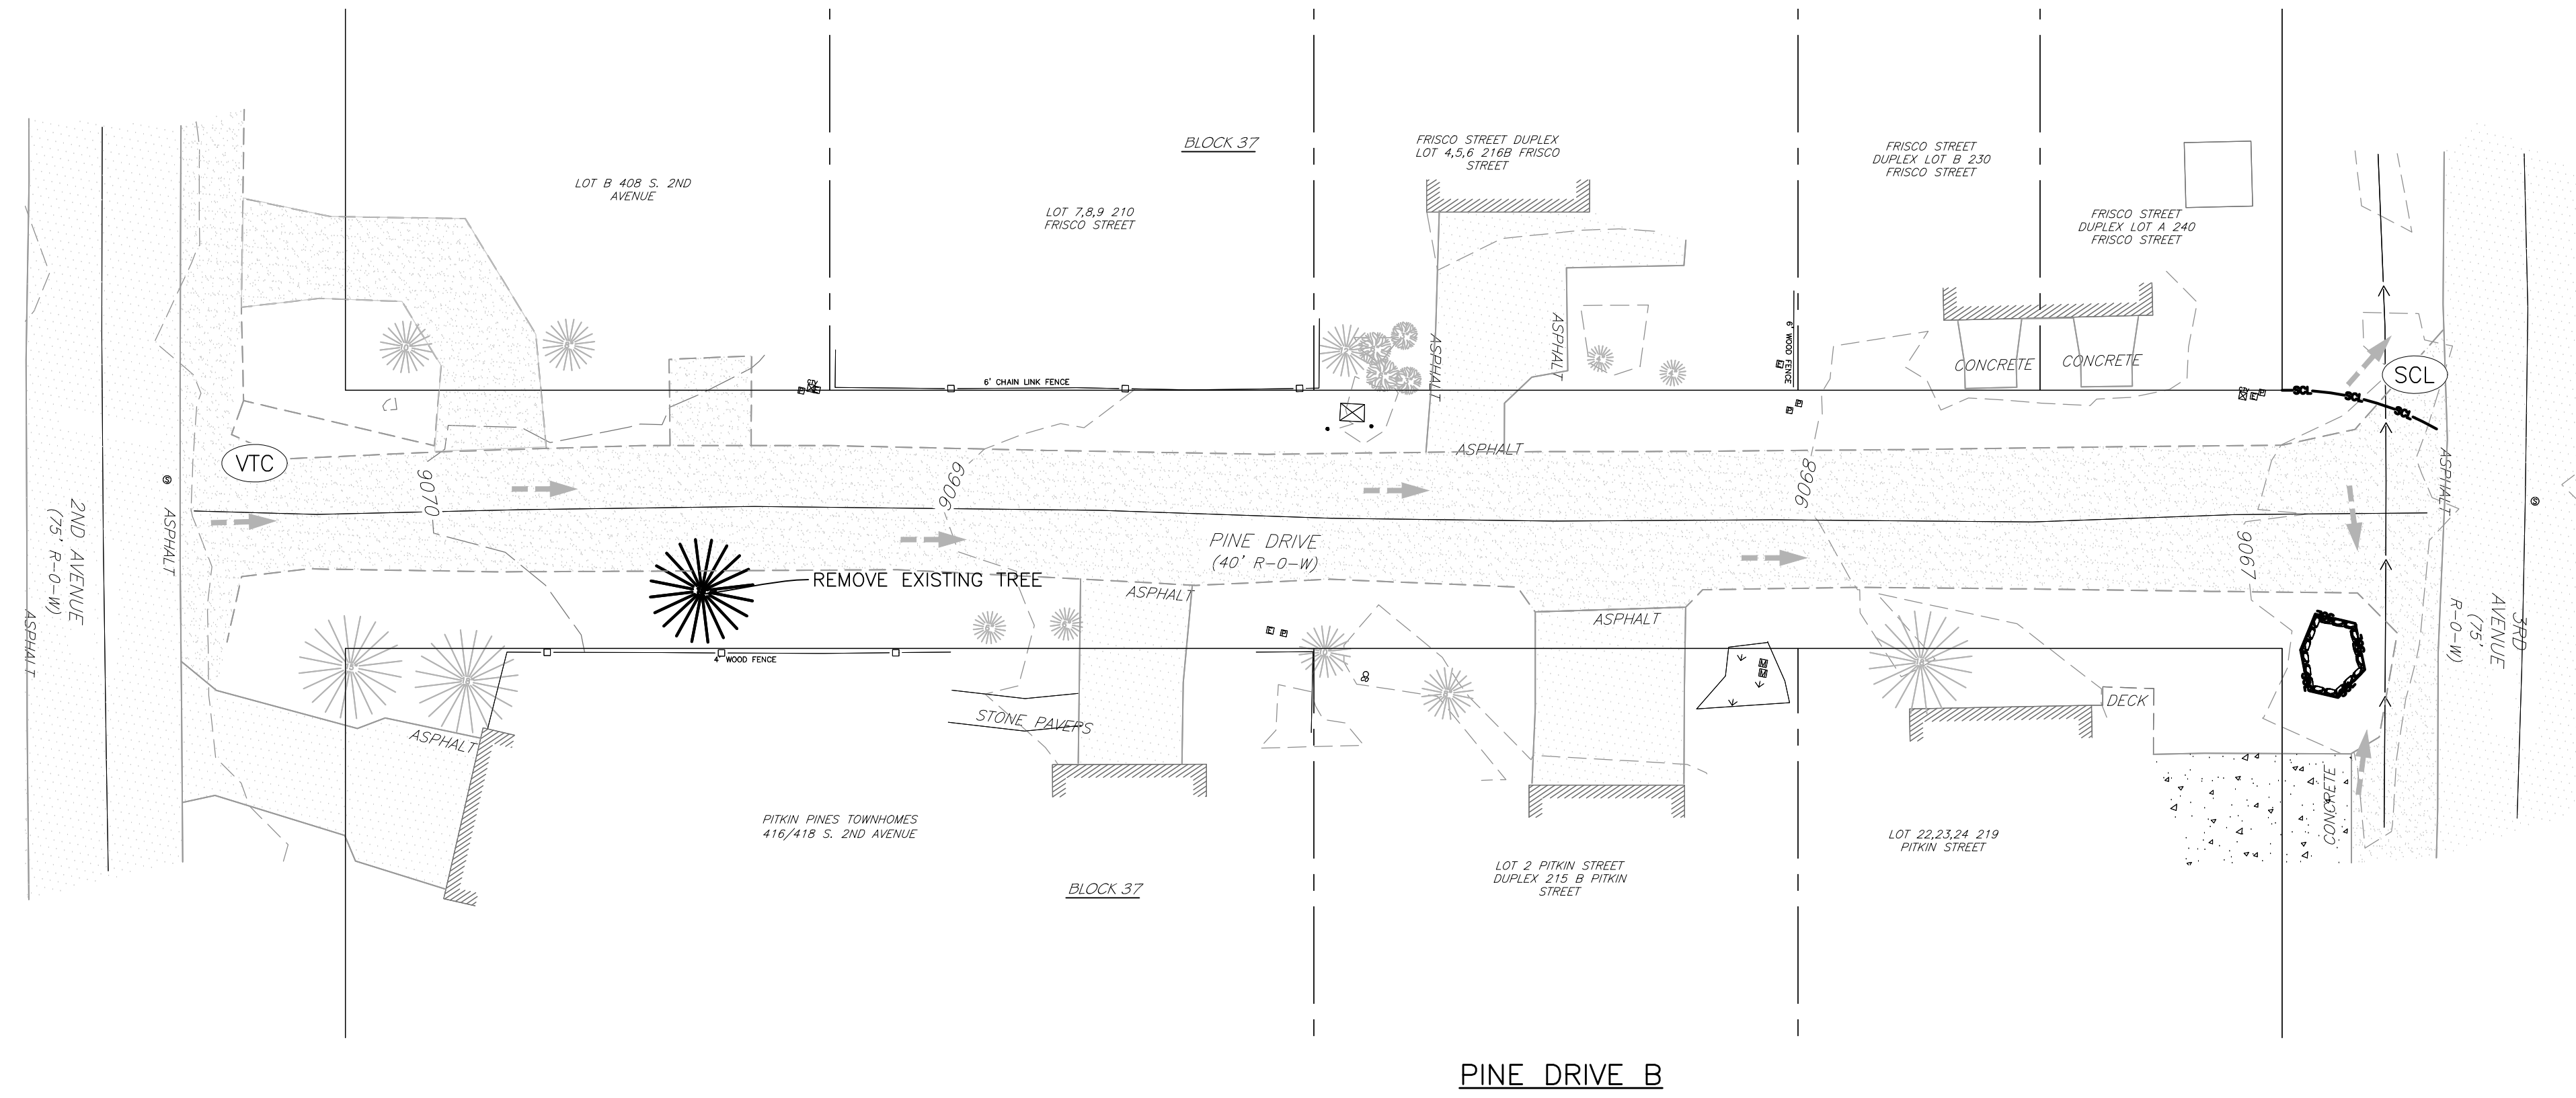 BLOCK 37
FRISCO STREET DUPLEX
LOT 4,5,6 216B FRISCO
STREET
FRISCO STREET
DUPLEX LOT B 230
FRISCO STREET
LOT B 408 S. 2ND
AVENUE
LOT 7,8,9 210
FRISCO STREET
FRISCO STREET
DUPLEX LOT A 240
FRISCO STREET
6' CHAIN LINK FENCE
ASPHALT
ASPHALT
6' WOOD FENCE
CONCRETE
CONCRETE
SCL
SCL
SCL
SCL
VTC
ASPHALT
9070
9069
9068
9067
2ND AVENUE
(75' R-O-W)
ASPHALT
ASPHALT
PINE DRIVE
(40' R-O-W)
REMOVE EXISTING TREE
ASPHALT
ASPHALT
ASPHALT
3RD
AVENUE
(75'
R-O-W)
4' WOOD FENCE
STONE PAVERS
ASPHALT
DECK
CONCRETE
PITKIN PINES TOWNHOMES
416/418 S. 2ND AVENUE
LOT 22,23,24 219
PITKIN STREET
LOT 2 PITKIN STREET
DUPLEX 215 B PITKIN
STREET
BLOCK 37
PINE DRIVE B